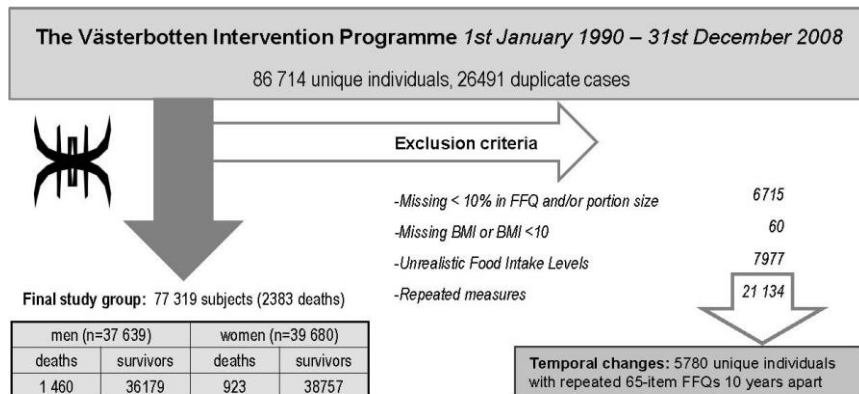 The Västerbotten Intervention Programme 1st January 1990 – 31st December 2008
86 714 unique individuals, 26491 duplicate cases
Exclusion criteria
-Missing < 10% in FFQ and/or portion size 6715
-Missing BMI or BMI <10 60
-Unrealistic Food Intake Levels 7977
-Repeated measures 21 134
Final study group: 77 319 subjects (2383 deaths)
men (n=37 639) women (n=39 680)
deaths survivors deaths survivors
1 460 36179 923 38757
Temporal changes: 5780 unique individuals
with repeated 65-item FFQs 10 years apart